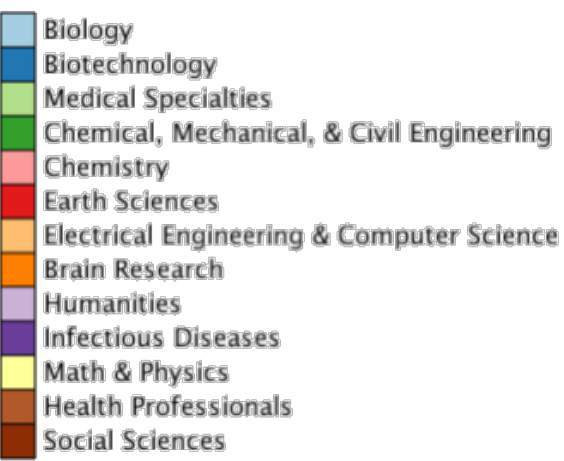 Biology
Biotechnology
Medical Specialties
Chemical, Mechanical, & Civil Engineering
Chemistry
Earth Sciences
Electrical Engineering & Computer Science
Brain Research
Humanities
Infectious Diseases
Math & Physics
Health Professionals
Social Sciences